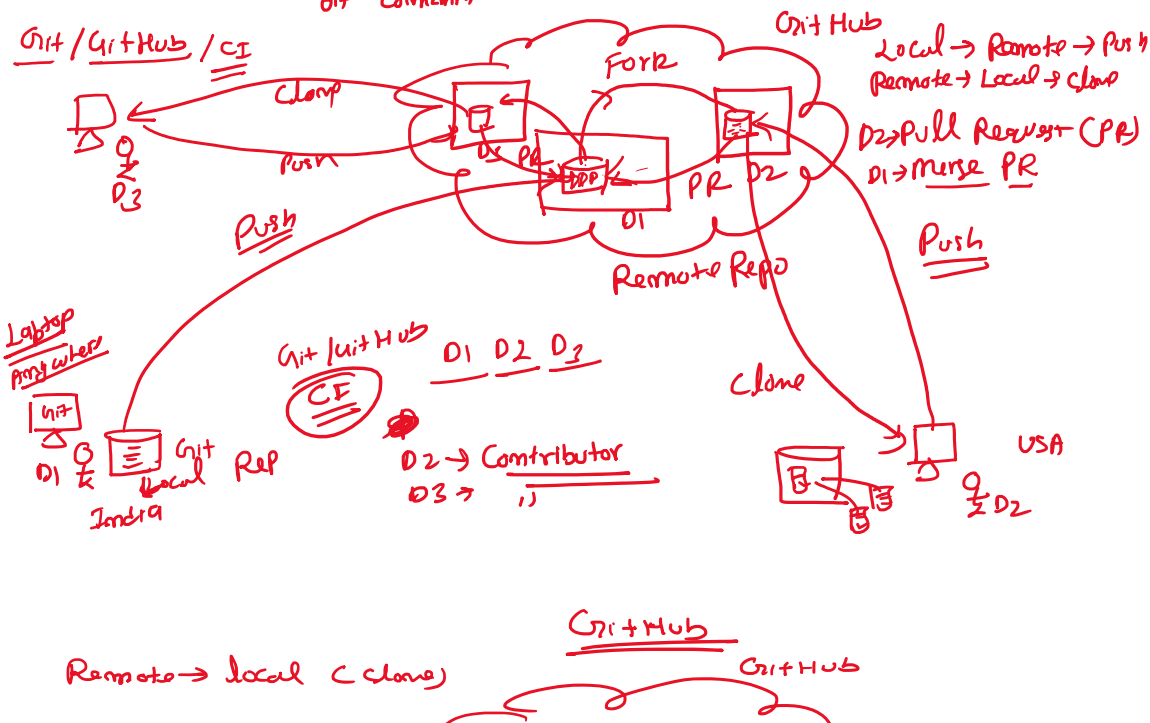 Git
GitHub
Git/GitHub/CI
Local → Remote → Push
Fork
Remote → Local → Clone
Clone
D2 → Pull Request (PR)
Push
D3
PR
D1 → Merge PR
D3
PR D2
D1
Push
Push
Remote Repo
Laptop
Anywhere
Git/GitHub
D1 D2 D3
CI
Clone
Git
D1
Git
Local
Rep
India
D2 → Contributor
D3 → ,,
USA
D2
GitHub
Remote → local (Clone)
GitHub